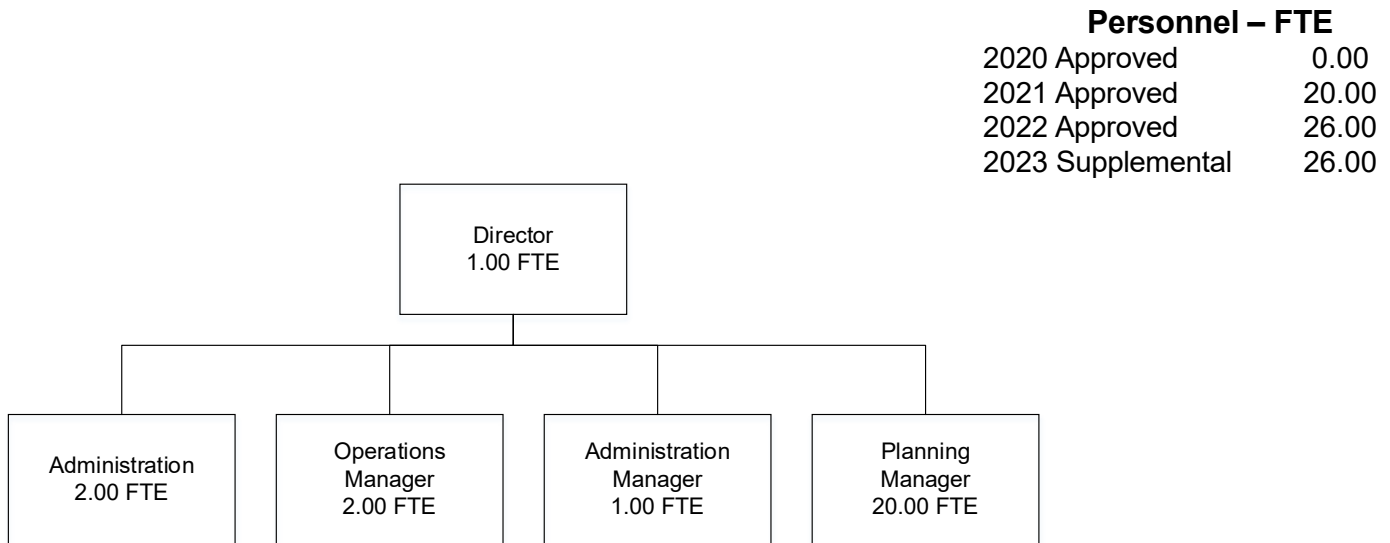 Personnel – FTE
2020 Approved 0.00
2021 Approved 20.00
2022 Approved 26.00
2023 Supplemental 26.00
Director
1.00 FTE
Administration
2.00 FTE
Operations
Manager
2.00 FTE
Administration
Manager
1.00 FTE
Planning
Manager
20.00 FTE